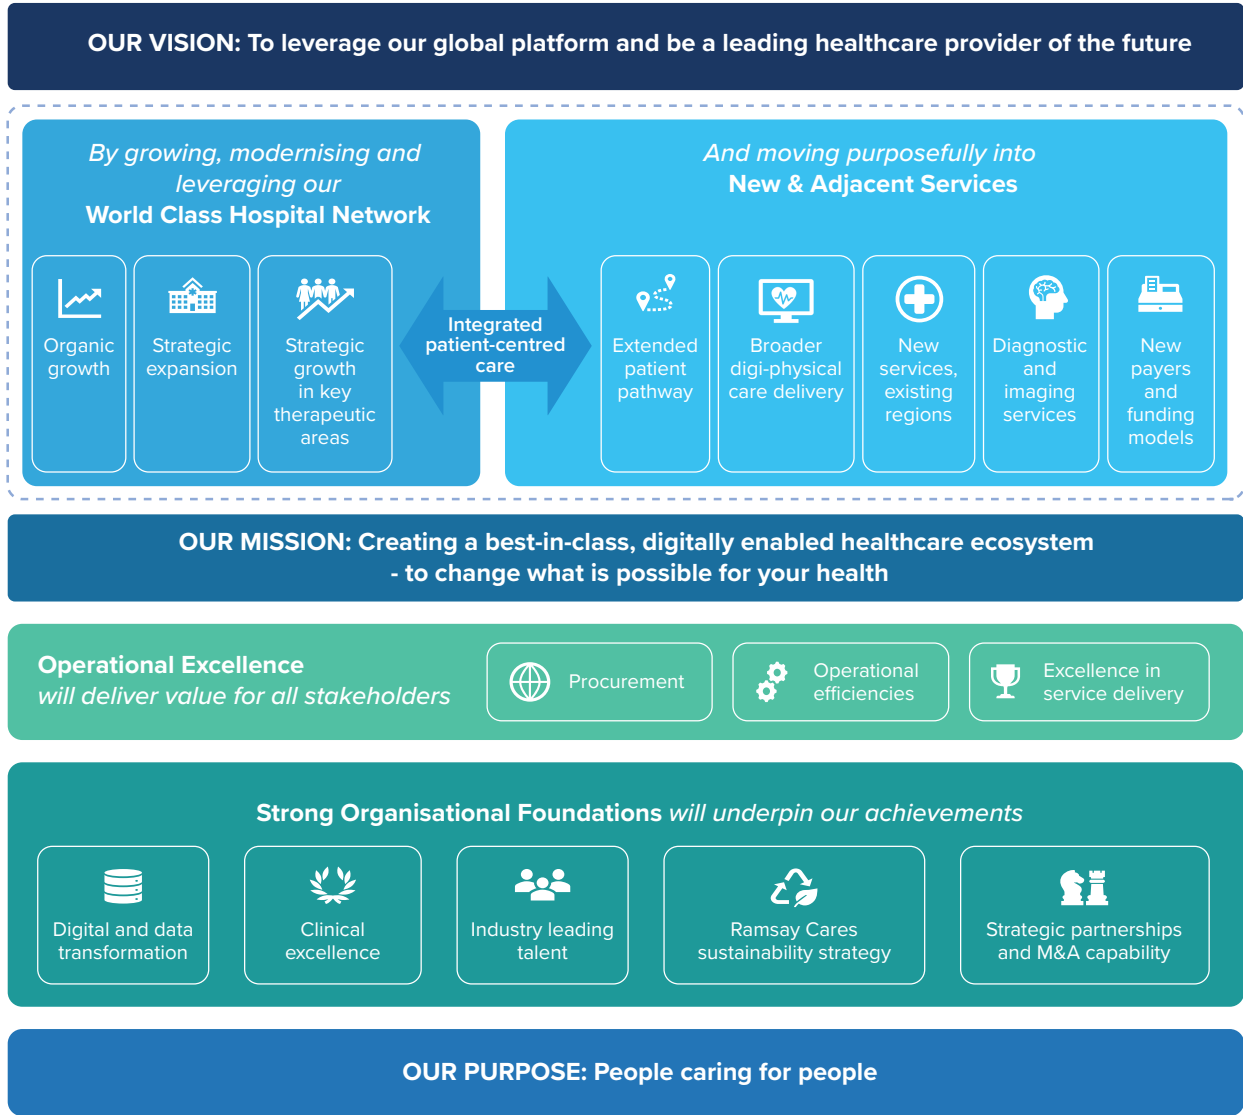 OUR VISION: To leverage our global platform and be a leading healthcare provider of the future
By growing, modernising and
leveraging our
World Class Hospital Network
Organic
growth
Strategic
expansion
Strategic
growth
in key
therapeutic
areas
Integrated
patient-centred
care
And moving purposefully into
New & Adjacent Services
Extended
patient
pathway
Broader
digi-physical
care delivery
New
services,
existing
regions
Diagnostic
and
imaging
services
New
payers
and
funding
models
OUR MISSION: Creating a best-in-class, digitally enabled healthcare ecosystem
- to change what is possible for your health
Operational Excellence
will deliver value for all stakeholders
Procurement
Operational
efficiencies
Excellence in
service delivery
Strong Organisational Foundations will underpin our achievements
Digital and data
transformation
Clinical
excellence
Industry leading
talent
Ramsay Cares
sustainability strategy
Strategic partnerships
and M&A capability
OUR PURPOSE: People caring for people